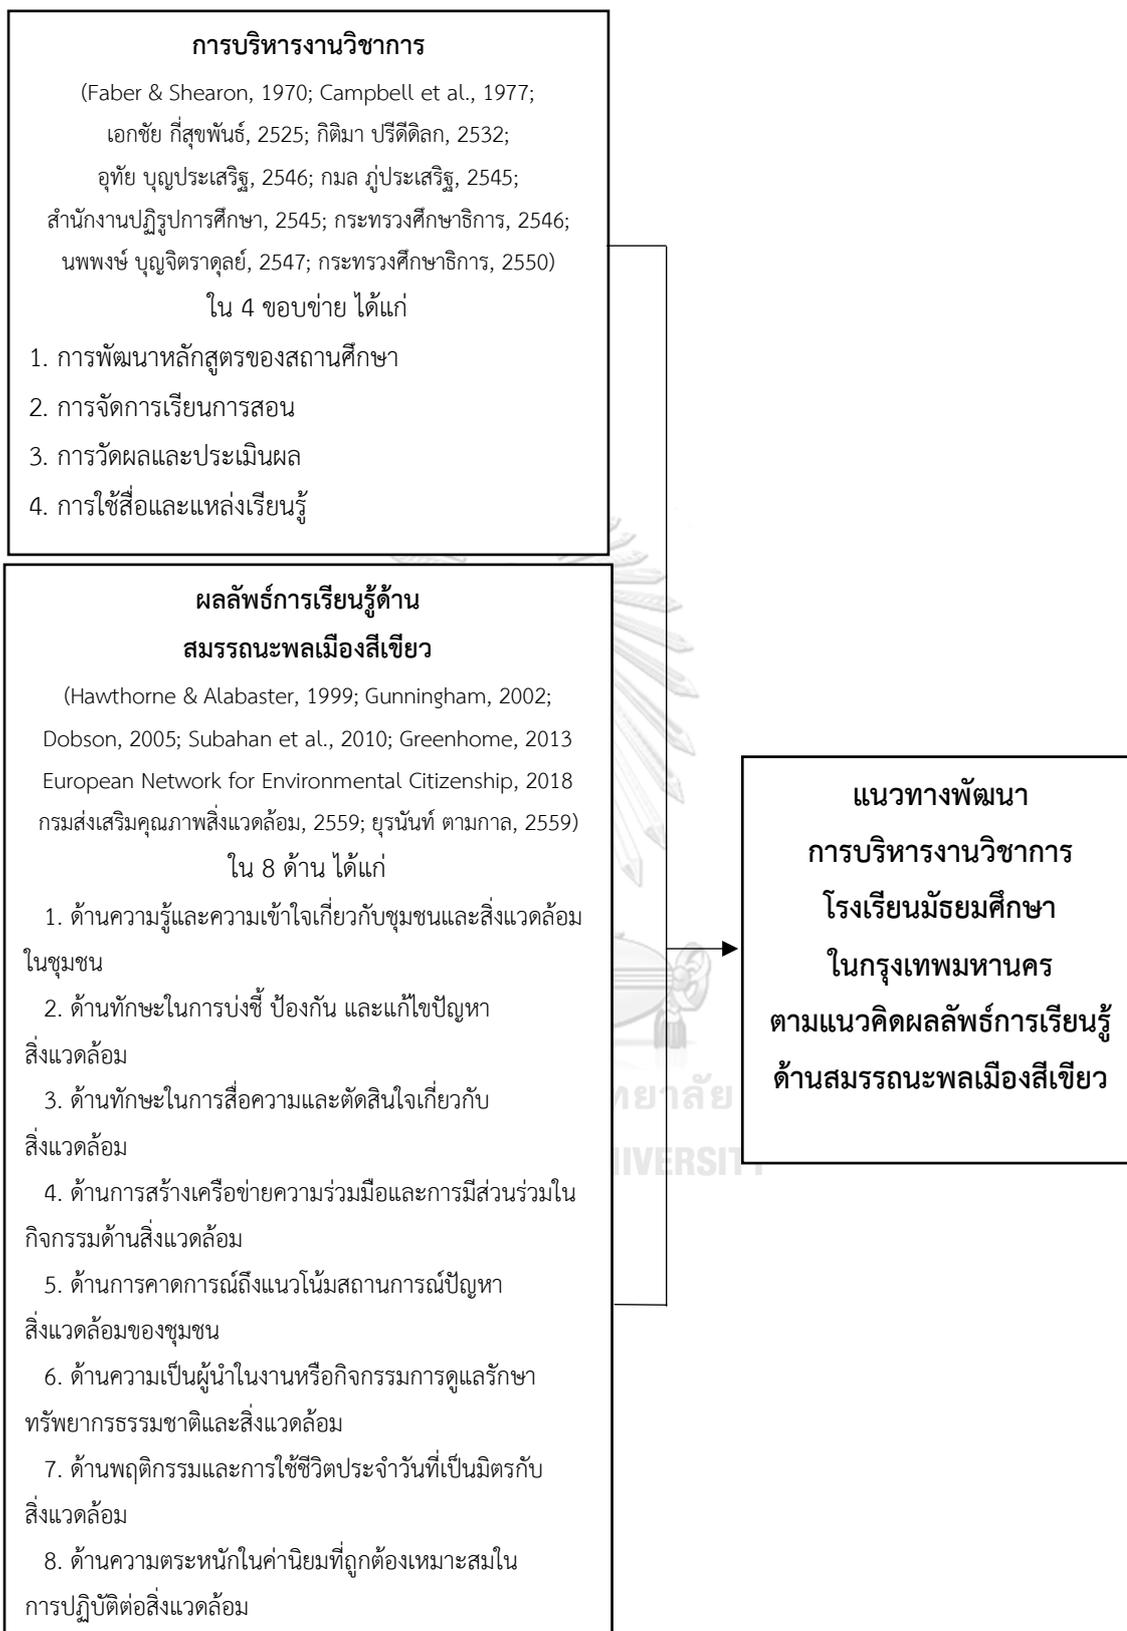 การบริหารงานวิชาการ
(Faber & Shearon, 1970; Campbell et al., 1977;
เอกชัย กี่สุขพันธ์, 2525; กิติมา ปรีดีดิลก, 2532;
อุทัย บุญประเสริฐ, 2546; กมล ภู่ประเสริฐ, 2545;
สำนักงานปฏิรูปการศึกษา, 2545; กระทรวงศึกษาธิการ, 2546;
นพพงษ์ บุญจิตราดุลย์, 2547; กระทรวงศึกษาธิการ, 2550)
ใน 4 ขอบข่าย ได้แก่
1. การพัฒนาหลักสูตรของสถานศึกษา
2. การจัดการเรียนการสอน
3. การวัดผลและประเมินผล
4. การใช้สื่อและแหล่งเรียนรู้
ผลลัพธ์การเรียนรู้ด้าน
สมรรถนะพลเมืองสีเขียว
(Hawthorne & Alabaster, 1999; Gunningham, 2002;
Dobson, 2005; Subahan et al., 2010; Greenhome, 2013
European Network for Environmental Citizenship, 2018
กรมส่งเสริมคุณภาพสิ่งแวดล้อม, 2559; ยุรนันท์ ตามกาล, 2559)
ใน 8 ด้าน ได้แก่
1. ด้านความรู้และความเข้าใจเกี่ยวกับชุมชนและสิ่งแวดล้อม
ในชุมชน
2. ด้านทักษะในการบ่งชี้ ป้องกัน และแก้ไขปัญหา
สิ่งแวดล้อม
3. ด้านทักษะในการสื่อความและตัดสินใจเกี่ยวกับ
สิ่งแวดล้อม
4. ด้านการสร้างเครือข่ายความร่วมมือและการมีส่วนร่วมใน
กิจกรรมด้านสิ่งแวดล้อม
5. ด้านการคาดการณ์ถึงแนวโน้มสถานการณ์ปัญหา
สิ่งแวดล้อมของชุมชน
6. ด้านความเป็นผู้นำในงานหรือกิจกรรมการดูแลรักษา
ทรัพยากรธรรมชาติและสิ่งแวดล้อม
7. ด้านพฤติกรรมและการใช้ชีวิตประจำวันที่เป็นมิตรกับ
สิ่งแวดล้อม
8. ด้านความตระหนักในค่านิยมที่ถูกต้องเหมาะสมใน
การปฏิบัติต่อสิ่งแวดล้อม
แนวทางพัฒนา
การบริหารงานวิชาการ
โรงเรียนมัธยมศึกษา
ในกรุงเทพมหานคร
ตามแนวคิดผลลัพธ์การเรียนรู้
ด้านสมรรถนะพลเมืองสีเขียว